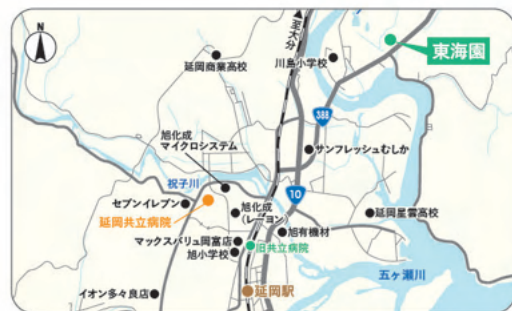 N
▲至大分
延岡商業高校
川島小学校
東海園
388
旭化成
マイクロシステム
サンフレッシュむしか
祝子川
10
セブンイレブン
延岡共立病院
旭化成
(レーヨン)
延岡星雲高校
マックスバリュ岡富店
旭有機材
旧共立病院
旭小学校
五ヶ瀬川
イオン多々良店
延岡駅